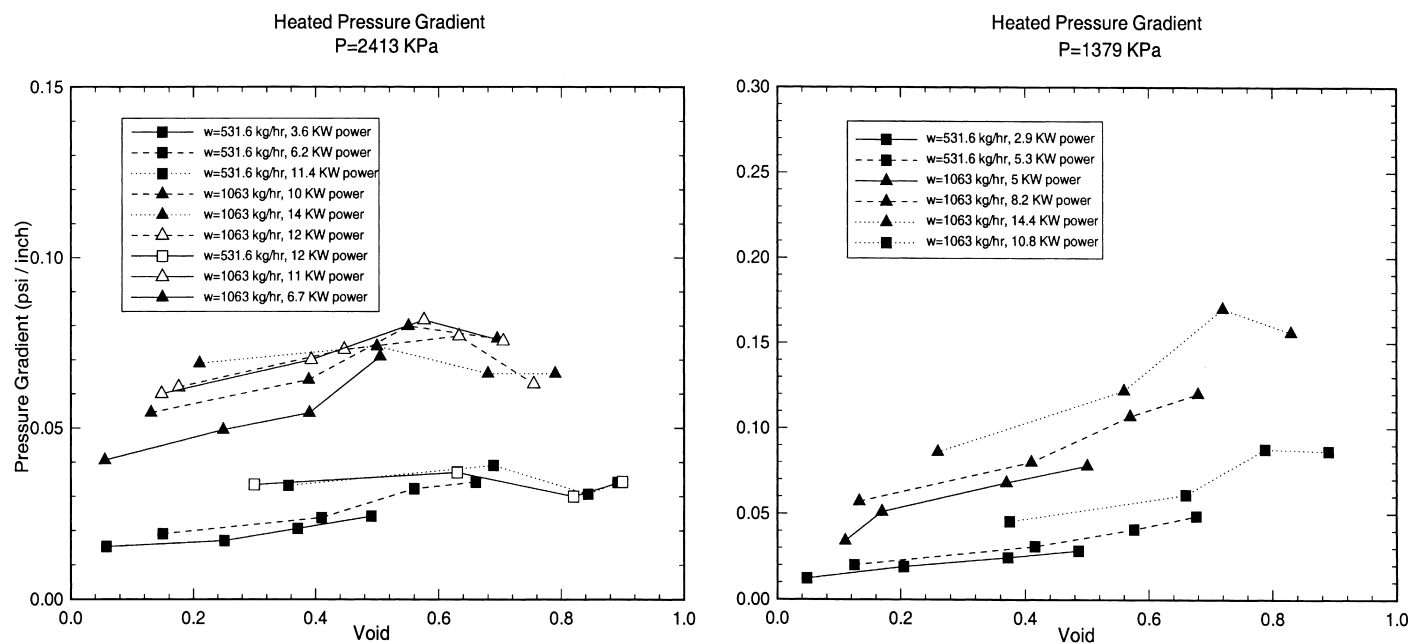 Heated Pressure Gradient
P=2413 KPa
0.15
0.10
0.05
0.00
0.0
0.2
0.4
0.6
0.8
1.0
Pressure Gradient (psi / inch)
Void
w=531.6 kg/hr, 3.6 KW power
w=531.6 kg/hr, 6.2 KW power
w=531.6 kg/hr, 11.4 KW power
w=1063 kg/hr, 10 KW power
w=1063 kg/hr, 14 KW power
w=1063 kg/hr, 12 KW power
w=531.6 kg/hr, 12 KW power
w=1063 kg/hr, 11 KW power
w=1063 kg/hr, 6.7 KW power
Heated Pressure Gradient
P=1379 KPa
0.30
0.25
0.20
0.15
0.10
0.05
0.00
0.0
0.2
0.4
0.6
0.8
1.0
Void
w=531.6 kg/hr, 2.9 KW power
w=531.6 kg/hr, 5.3 KW power
w=1063 kg/hr, 5 KW power
w=1063 kg/hr, 8.2 KW power
w=1063 kg/hr, 14.4 KW power
w=1063 kg/hr, 10.8 KW power